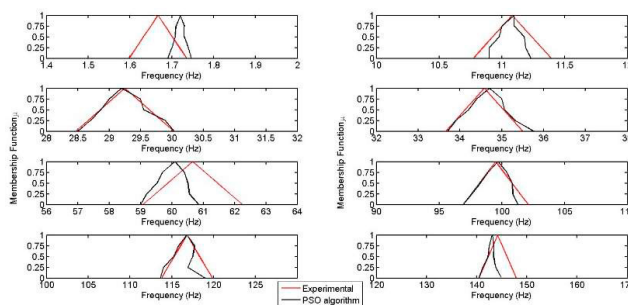 1
0.75
0.5
0.25
0
1.4 1.5 1.6 1.7 1.8 1.9 2
Frequency (Hz)
1
0.75
0.5
0.25
0
10 10.5 11 11.5
Frequency (Hz)
1
0.75
0.5
0.25
0
28 28.5 29 29.5 30 30.5 31 31.5 32
Frequency (Hz)
1
0.75
0.5
0.25
0
32 33 34 35 36 37
Frequency (Hz)
Membership Function μ
Membership Function μ
1
0.75
0.5
0.25
0
56 57 58 59 60 61 62 63 64
Frequency (Hz)
1
0.75
0.5
0.25
0
90 95 100 105
Frequency (Hz)
1
0.75
0.5
0.25
0
100 105 110 115 120 125 130
Frequency (Hz)
1
0.75
0.5
0.25
0
120 130 140 150 160
Frequency (Hz)
Experimental
PSO algorithm